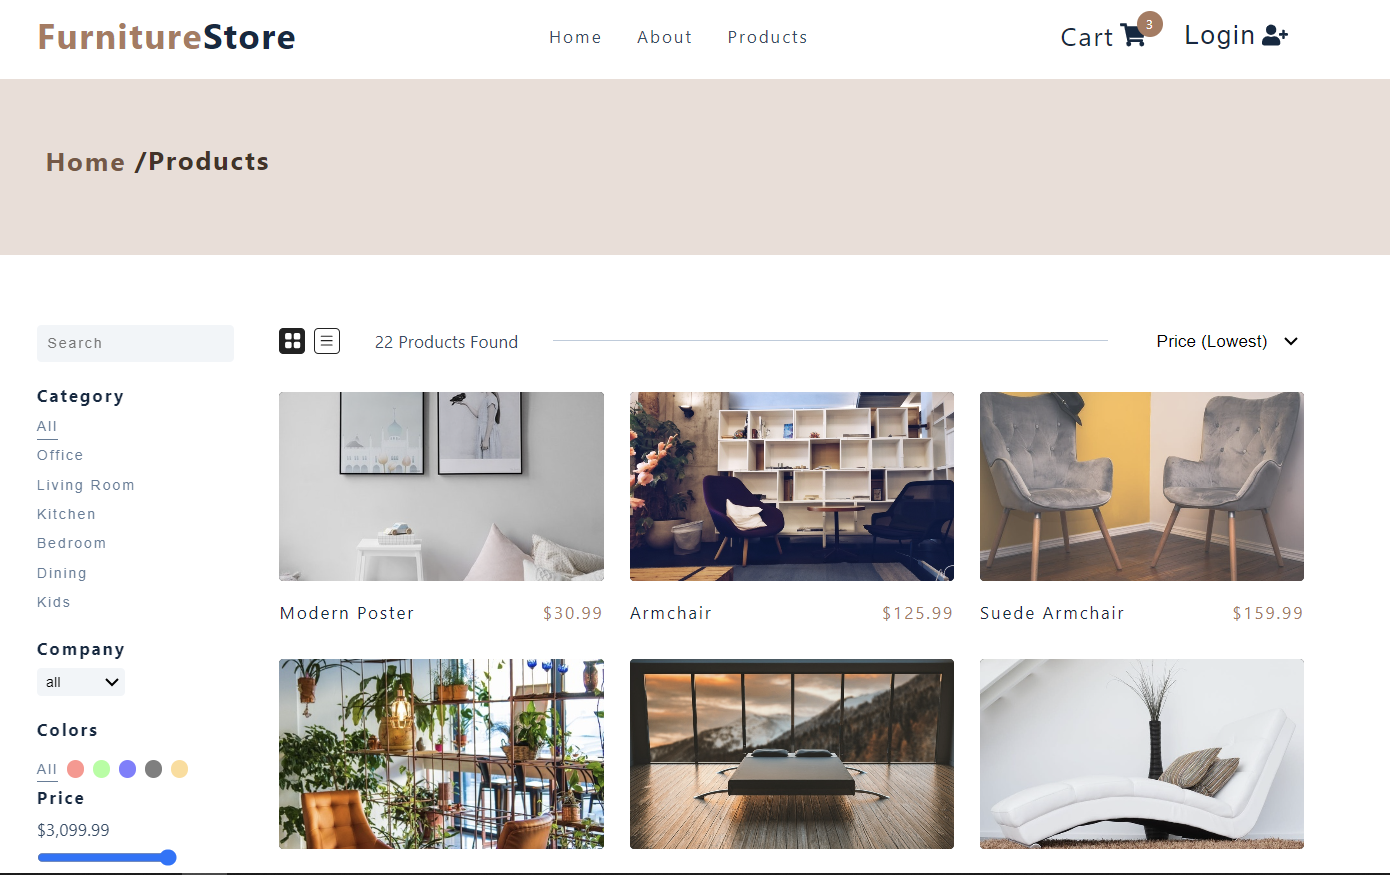 FurnitureStore
Home About Products
Cart 3 Login
Home /Products
Search
22 Products Found
Price (Lowest)
Category
All
Office
Living Room
Kitchen
Bedroom
Dining
Kids
Company
all
Colors
All
Price
$3,099.99
Modern Poster $30.99
Armchair $125.99
Suede Armchair $159.99